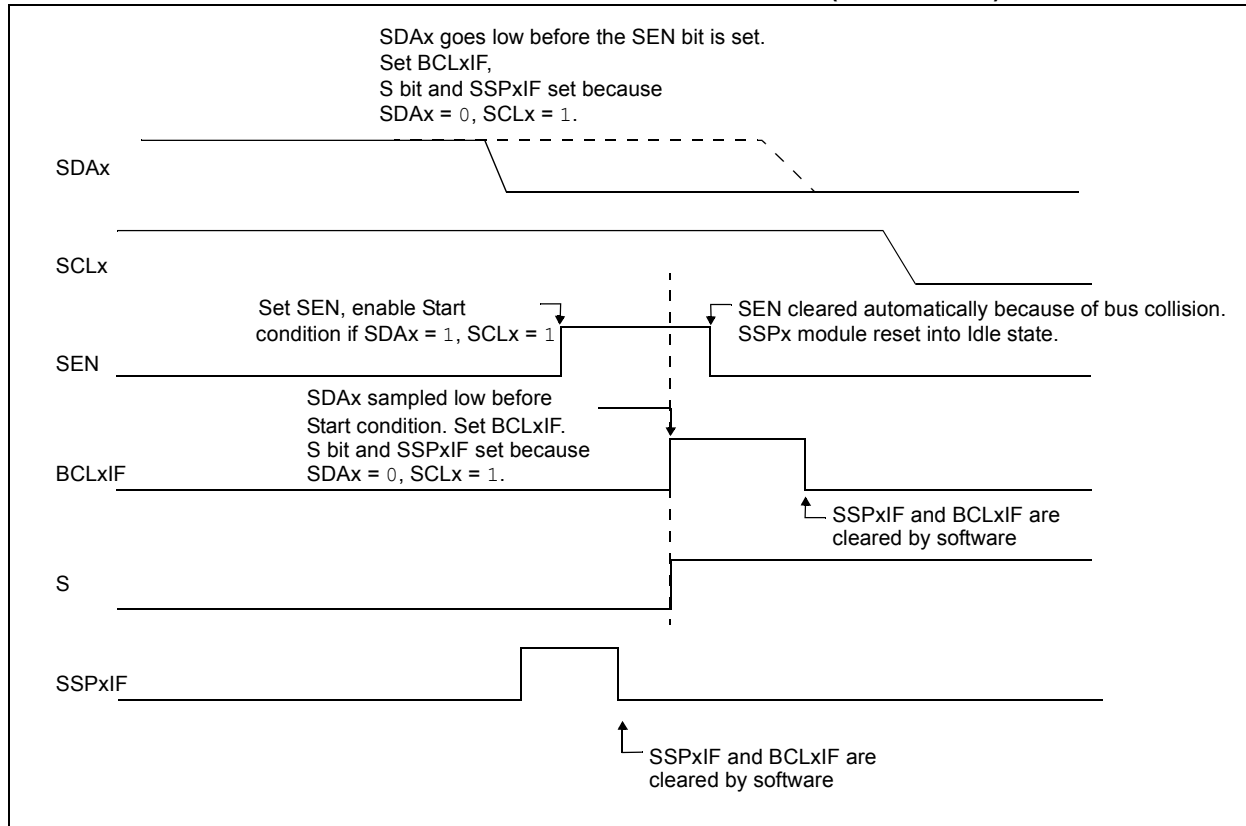 SDAx goes low before the SEN bit is set.
Set BCLxIF,
S bit and SSPxIF set because
SDAx = 0, SCLx = 1.
SDAx
SCLx
Set SEN, enable Start
condition if SDAx = 1, SCLx = 1
SEN cleared automatically because of bus collision.
SSPx module reset into Idle state.
SEN
SDAx sampled low before
Start condition. Set BCLxIF.
S bit and SSPxIF set because
SDAx = 0, SCLx = 1.
BCLxIF
SSPxIF and BCLxIF are
cleared by software
S
SSPxIF
SSPxIF and BCLxIF are
cleared by software